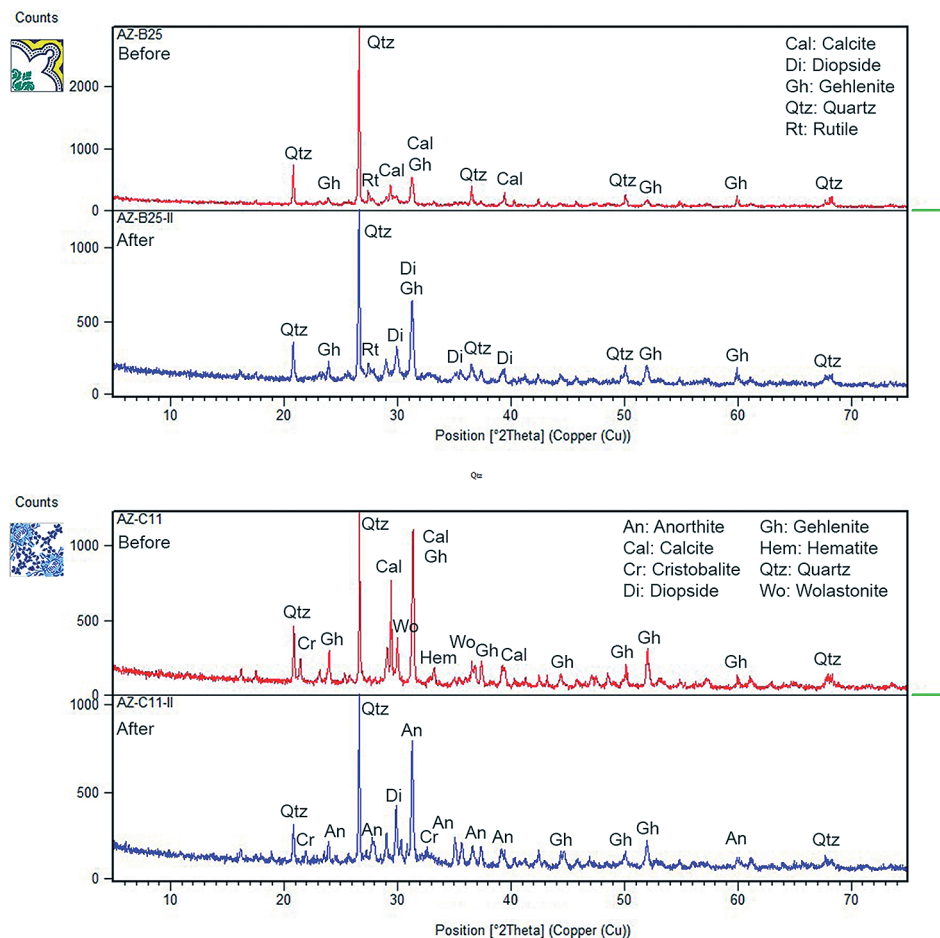 Counts
AZ-B25
Before
Qtz
Cal: Calcite
Di: Diopside
Gh: Gehlenite
Qtz: Quartz
Rt: Rutile
2000
1000
0
Qtz
Gh
Rt
Cal
Cal
Gh
Qtz
Cal
Qtz
Gh
Gh
Qtz
AZ-B25-II
After
Qtz
1000
500
0
Qtz
Gh
Rt
Di
Di
Gh
Di
Qtz
Di
Qtz
Gh
Gh
Qtz
10 20 30 40 50 60 70
Position [°2Theta] (Copper (Cu))
Qtz
Counts
AZ-C11
Before
Qtz
An: Anorthite Gh: Gehlenite
Cal: Calcite Hem: Hematite
Cr: Cristobalite Qtz: Quartz
Di: Diopside Wo: Wolastonite
1000
500
0
Qtz
Cr
Gh
Cal
Wo
Cal
Gh
Hem
Wo
Gh
Cal
Gh
Gh
Gh
Gh
Qtz
AZ-C11-II
After
Qtz
1000
500
0
Qtz
Cr
An
An
Di
An
Cr
An
An
An
Gh
Gh
Gh
An
Qtz
10 20 30 40 50 60 70
Position [°2Theta] (Copper (Cu))